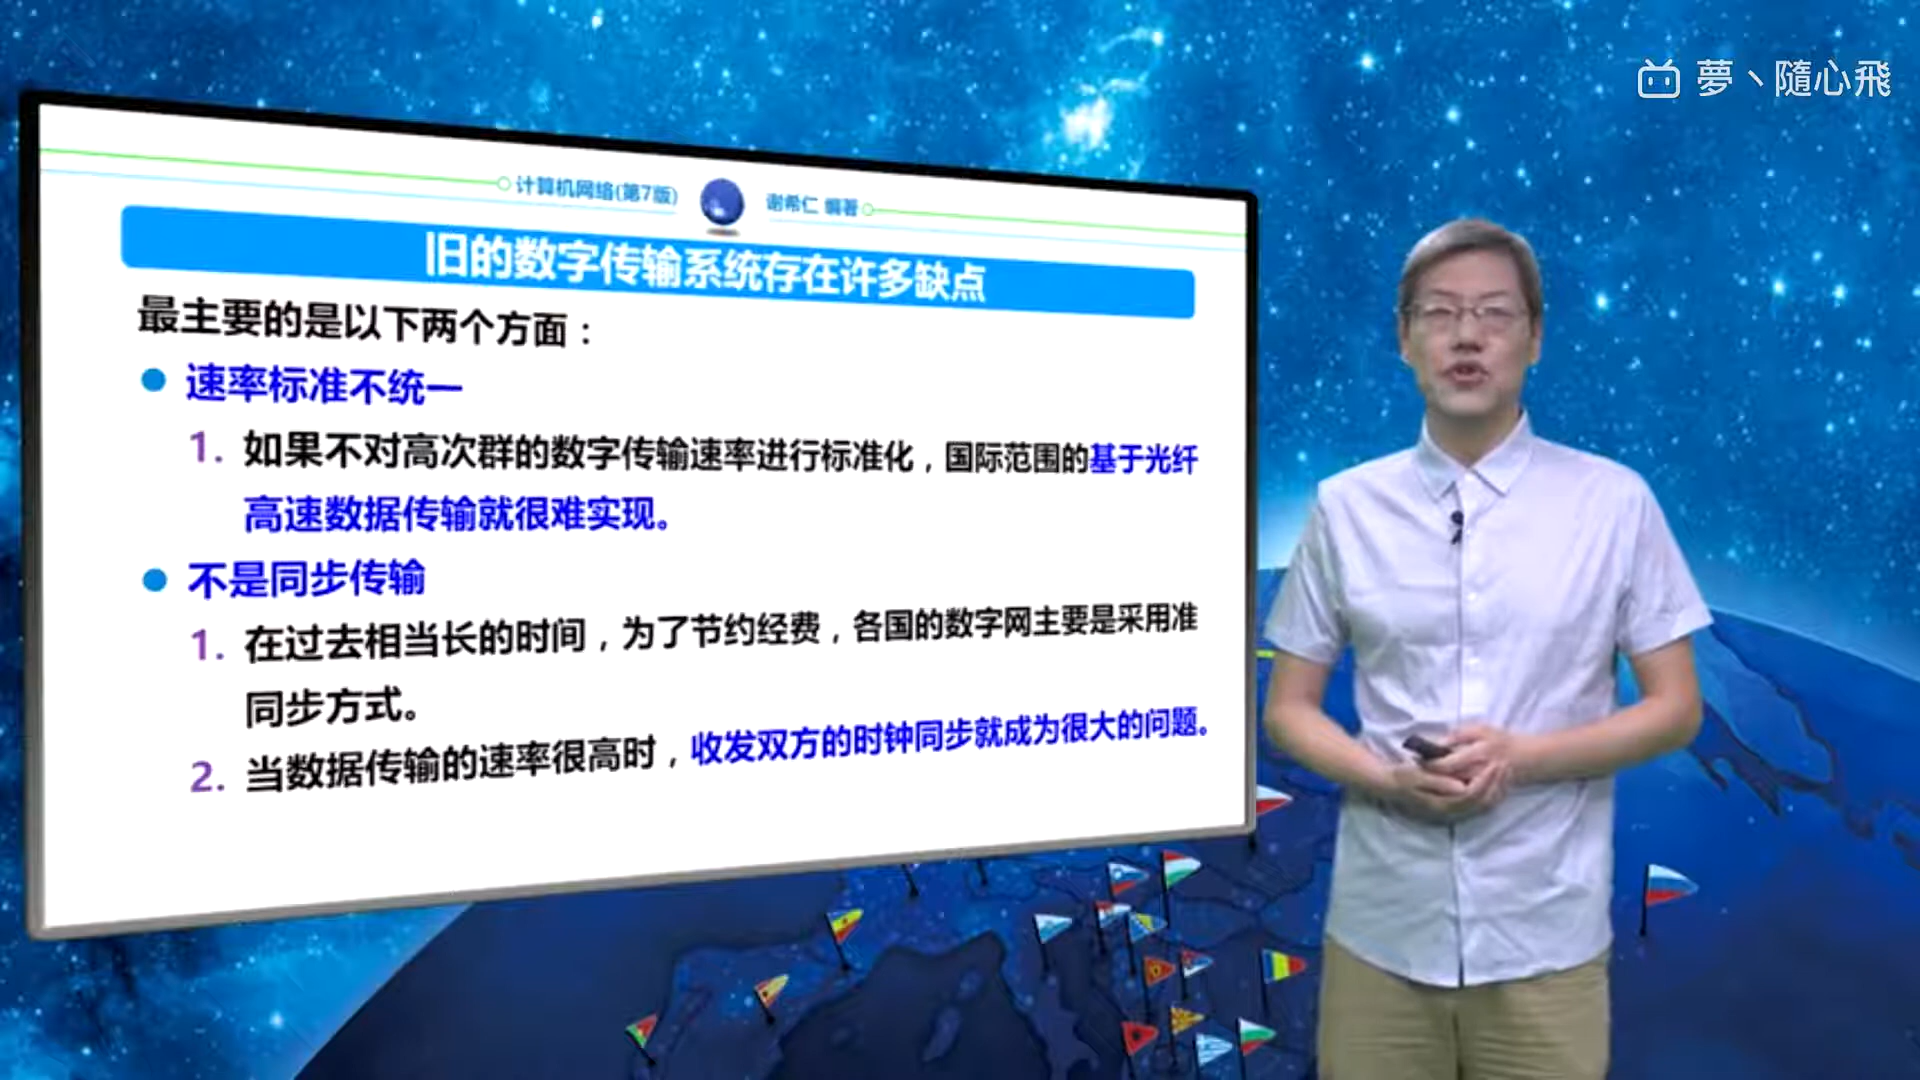 夢丶隨心飛
计算机网络(第7版) 谢希仁 编著
旧的数字传输系统存在许多缺点
最主要的是以下两个方面：
速率标准不统一
1. 如果不对高次群的数字传输速率进行标准化，国际范围的基于光纤
高速数据传输就很难实现。
不是同步传输
1. 在过去相当长的时间，为了节约经费，各国的数字网主要是采用准
同步方式。
2. 当数据传输的速率很高时，收发双方的时钟同步就成为很大的问题。